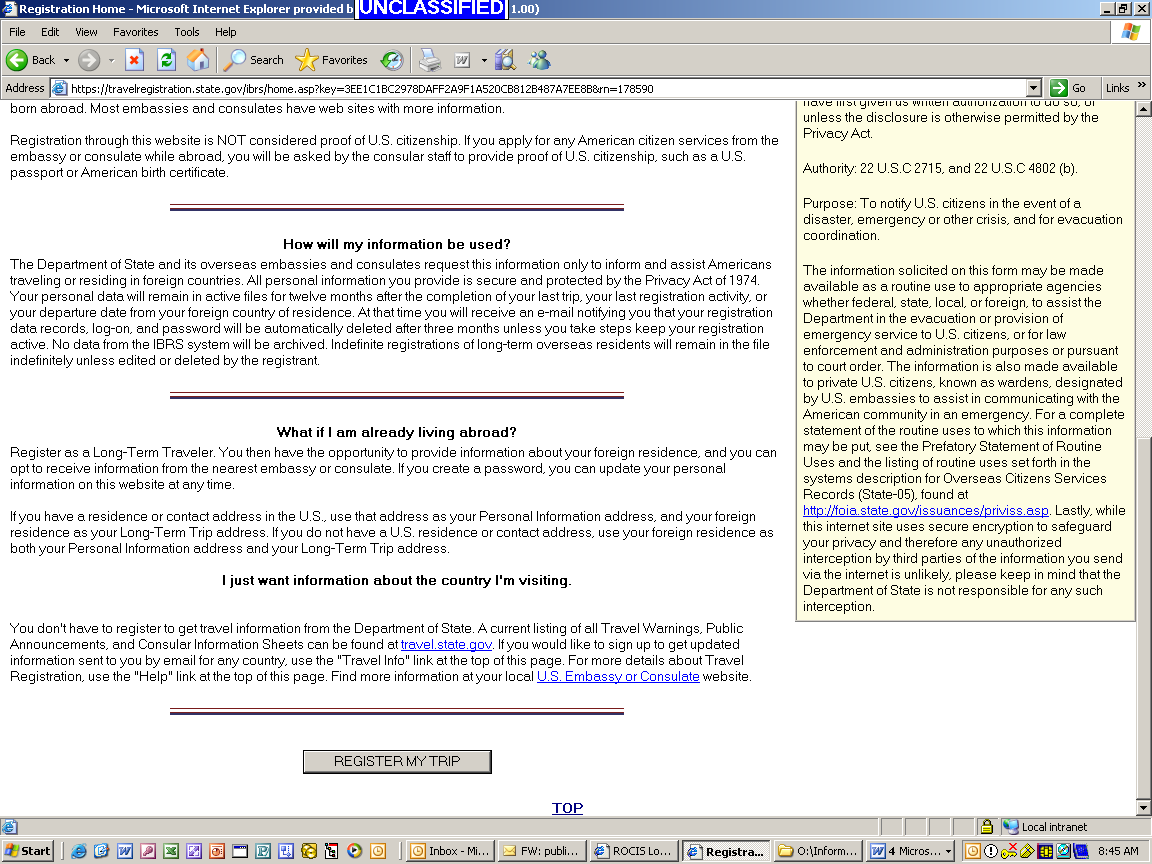 Registration Home - Microsoft Internet Explorer provided b UNCLASSIFIED 1.00)
File Edit View Favorites Tools Help
Back Search Favorites
Address https://travelregistration.state.gov/ibrs/home.asp?key=3EE1C1BC2978DAFF2A9F1A520CB812B487A7EE8B&rn=178590 Go Links »
born abroad. Most embassies and consulates have web sites with more information.
Registration through this website is NOT considered proof of U.S. citizenship. If you apply for any American citizen services from the
embassy or consulate while abroad, you will be asked by the consular staff to provide proof of U.S. citizenship, such as a U.S.
passport or American birth certificate.
How will my information be used?
The Department of State and its overseas embassies and consulates request this information only to inform and assist Americans
traveling or residing in foreign countries. All personal information you provide is secure and protected by the Privacy Act of 1974.
Your personal data will remain in active files for twelve months after the completion of your last trip, your last registration activity, or
your departure date from your foreign country of residence. At that time you will receive an e-mail notifying you that your registration
data records, log-on, and password will be automatically deleted after three months unless you take steps keep your registration
active. No data from the IBRS system will be archived. Indefinite registrations of long-term overseas residents will remain in the file
indefinitely unless edited or deleted by the registrant.
What if I am already living abroad?
Register as a Long-Term Traveler. You then have the opportunity to provide information about your foreign residence, and you can
opt to receive information from the nearest embassy or consulate. If you create a password, you can update your personal
information on this website at any time.
If you have a residence or contact address in the U.S., use that address as your Personal Information address, and your foreign
residence as your Long-Term Trip address. If you do not have a U.S. residence or contact address, use your foreign residence as
both your Personal Information address and your Long-Term Trip address.
I just want information about the country I'm visiting.
You don't have to register to get travel information from the Department of State. A current listing of all Travel Warnings, Public
Announcements, and Consular Information Sheets can be found at travel.state.gov. If you would like to sign up to get updated
information sent to you by email for any country, use the "Travel Info" link at the top of this page. For more details about Travel
Registration, use the "Help" link at the top of this page. Find more information at your local U.S. Embassy or Consulate website.
REGISTER MY TRIP
TOP
have first given us written authorization to do so, or
unless the disclosure is otherwise permitted by the
Privacy Act.
Authority: 22 U.S.C 2715, and 22 U.S.C 4802 (b).
Purpose: To notify U.S. citizens in the event of a
disaster, emergency or other crisis, and for evacuation
coordination.
The information solicited on this form may be made
available as a routine use to appropriate agencies
whether federal, state, local, or foreign, to assist the
Department in the evacuation or provision of
emergency service to U.S. citizens, or for law
enforcement and administration purposes or pursuant
to court order. The information is also made available
to private U.S. citizens, known as wardens, designated
by U.S. embassies to assist in communicating with the
American community in an emergency. For a complete
statement of the routine uses to which this information
may be put, see the Prefatory Statement of Routine
Uses and the listing of routine uses set forth in the
systems description for Overseas Citizens Services
Records (State-05), found at
http://foia.state.gov/issuances/priviss.asp. Lastly, while
this internet site uses secure encryption to safeguard
your privacy and therefore any unauthorized
interception by third parties of the information you send
via the internet is unlikely, please keep in mind that the
Department of State is not responsible for any such
interception.
Local intranet
Start Inbox - Mi... FW: publi... ROCIS Lo... Registra... O:\Inform... 4 Micros... 8:45 AM